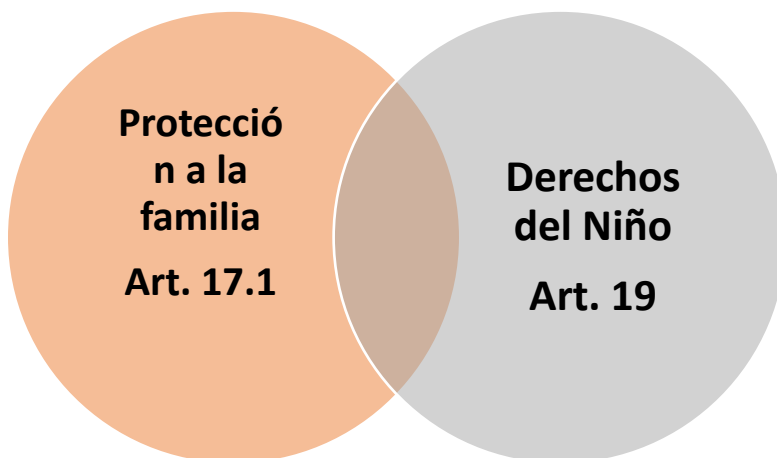 Protecció
n a la
familia
Art. 17.1
Derechos
del Niño
Art. 19